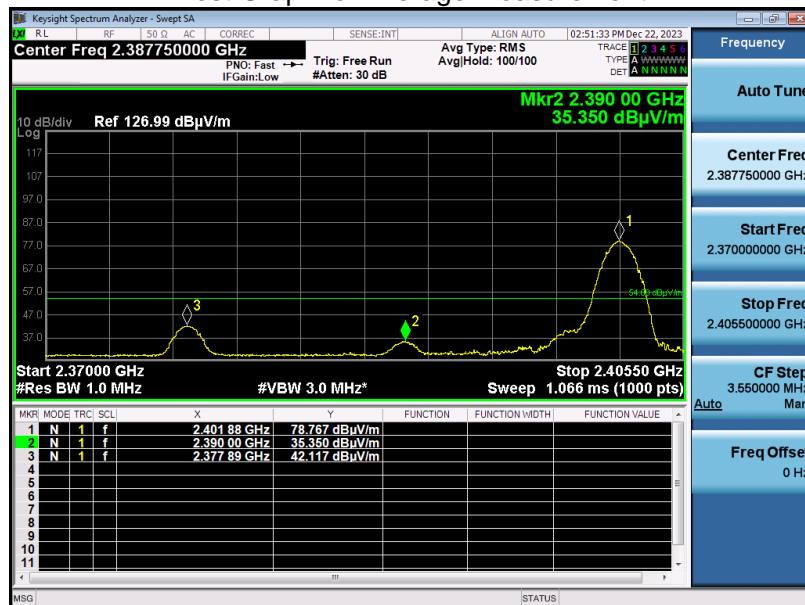 Test Graph for Average Measurement
Keysight Spectrum Analyzer - Swept SA
LXI RL RF 50 Ω AC CORREC SENSE:INT ALIGN AUTO 02:51:33 PM Dec 22, 2023
Center Freq 2.387750000 GHz
PNO: Fast
IFGain:Low
Trig: Free Run
#Atten: 30 dB
Avg Type: RMS
Avg|Hold: 100/100
TRACE 1 2 3 4 5 6
TYPE A WWWWW
DET A N N N N N
Mkr2 2.390 00 GHz
35.350 dBµV/m
10 dB/div Ref 126.99 dBµV/m
Log
117
107
97.0
87.0
77.0
67.0
57.0
47.0
37.0
1
2
3
54.00 dBµV/m
Start 2.37000 GHz Stop 2.40550 GHz
#Res BW 1.0 MHz #VBW 3.0 MHz* Sweep 1.066 ms (1000 pts)
MKR MODE TRC SCL X Y FUNCTION FUNCTION WIDTH FUNCTION VALUE
1 N 1 f 2.401 88 GHz 78.767 dBµV/m
2 N 1 f 2.390 00 GHz 35.350 dBµV/m
3 N 1 f 2.377 89 GHz 42.117 dBµV/m
4
5
6
7
8
9
10
11
MSG STATUS
Frequency
Auto Tune
Center Freq
2.387750000 GHz
Start Freq
2.370000000 GHz
Stop Freq
2.405500000 GHz
CF Step
3.550000 MHz
Auto Man
Freq Offset
0 Hz